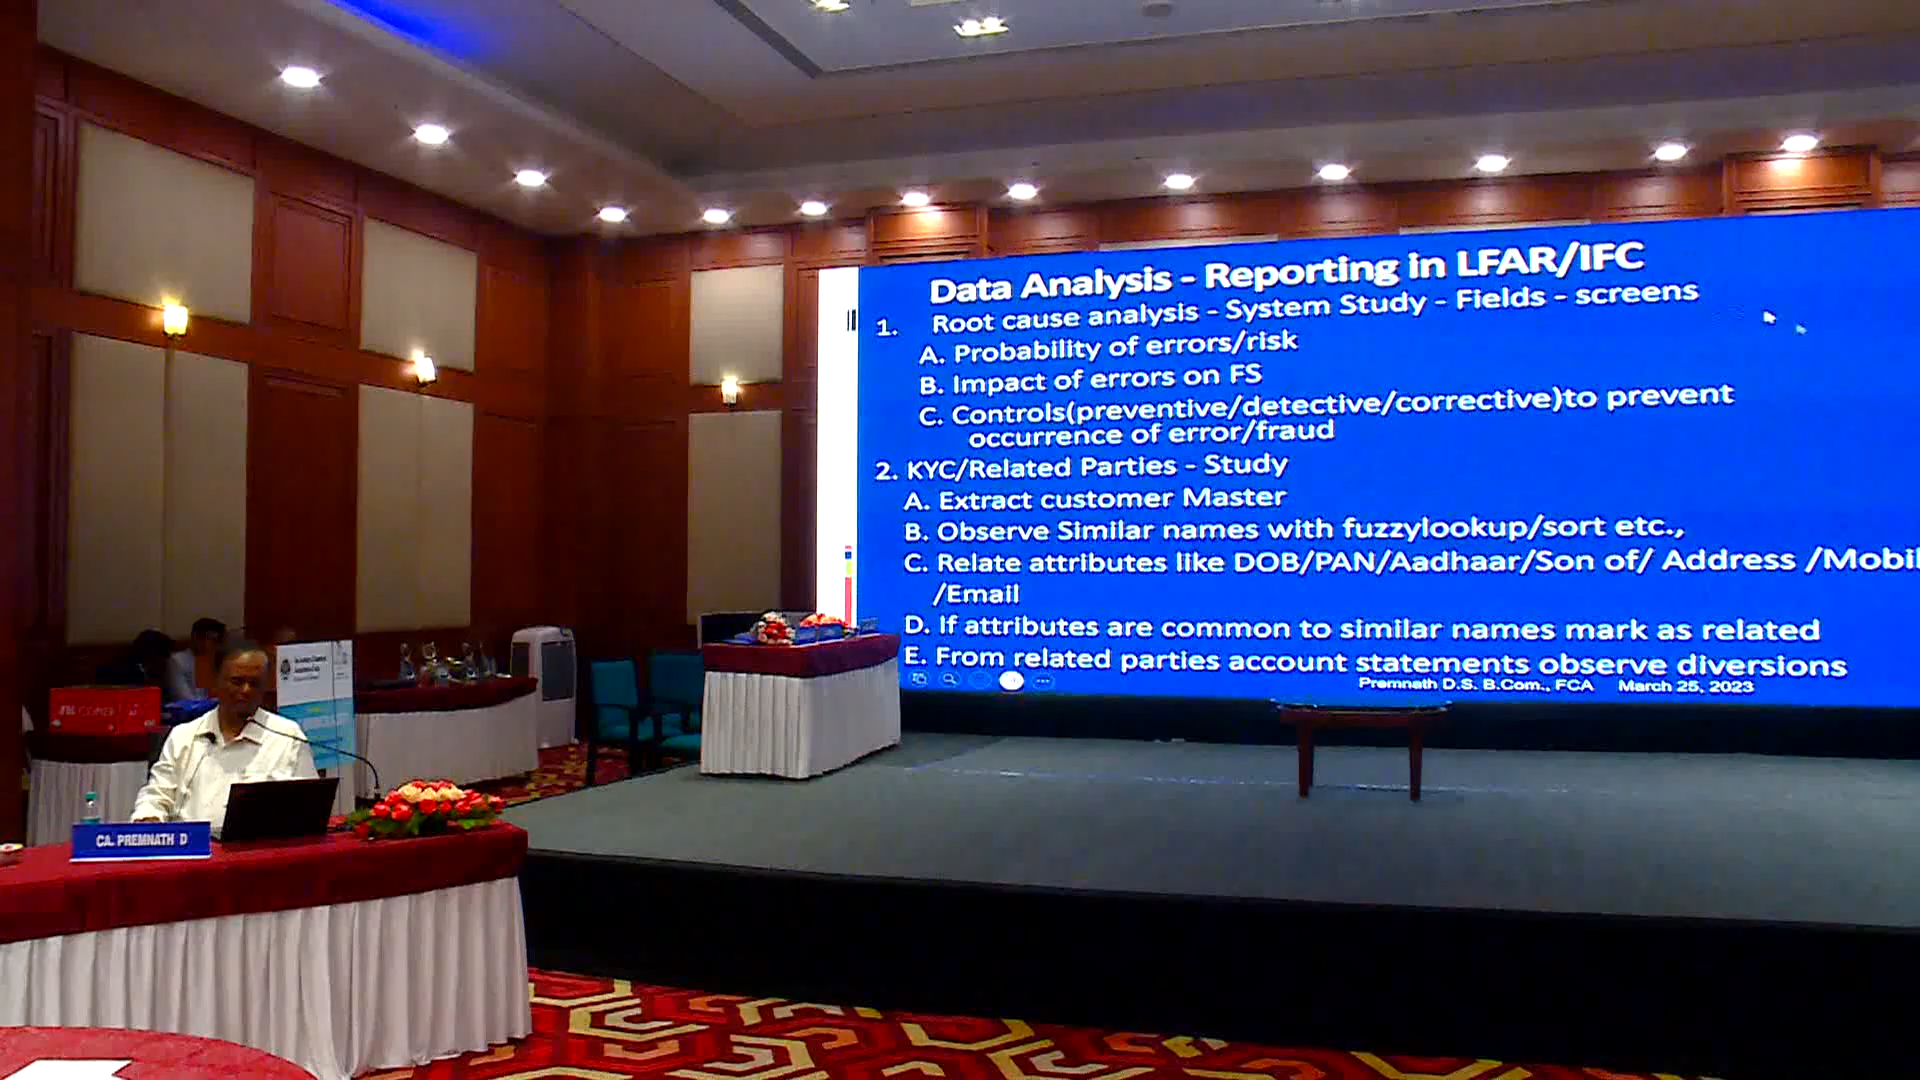 Data Analysis - Reporting in LFAR/IFC
1. Root cause analysis - System Study - Fields - screens
A. Probability of errors/risk
B. Impact of errors on FS
C. Controls(preventive/detective/corrective)to prevent
occurrence of error/fraud
2. KYC/Related Parties - Study
A. Extract customer Master
B. Observe Similar names with fuzzylookup/sort etc.,
C. Relate attributes like DOB/PAN/Aadhaar/Son of/ Address /Mobil
/Email
D. If attributes are common to similar names mark as related
E. From related parties account statements observe diversions
Premnath D.S. B.Com., FCA March 25, 2023
CA. PREMNATH D